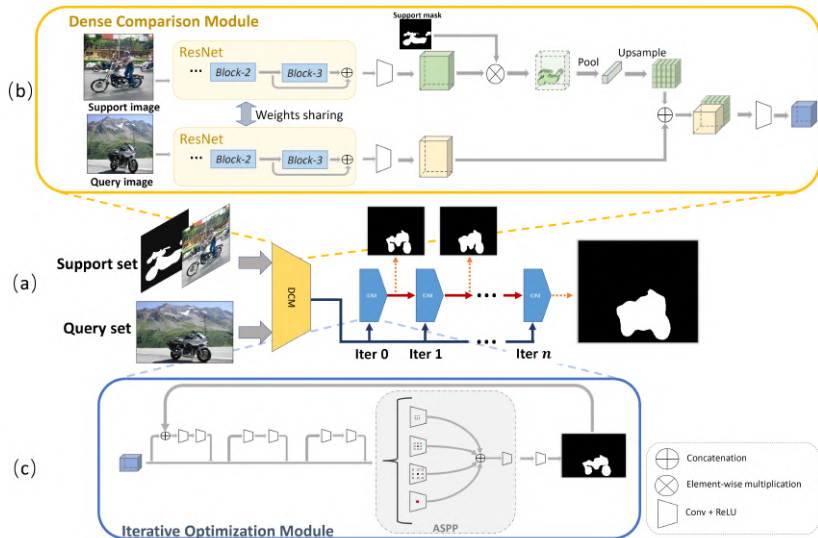 Dense Comparison Module
(b)
Support mask
ResNet
Block-2
Block-3
Pool
Upsample
Support image
Weights sharing
ResNet
Block-2
Block-3
Query image
(a)
Support set
Query set
DCM
Iter 0
Iter 1
Iter n
(c)
ASPP
Iterative Optimization Module
Concatenation
Element-wise multiplication
Conv + ReLU